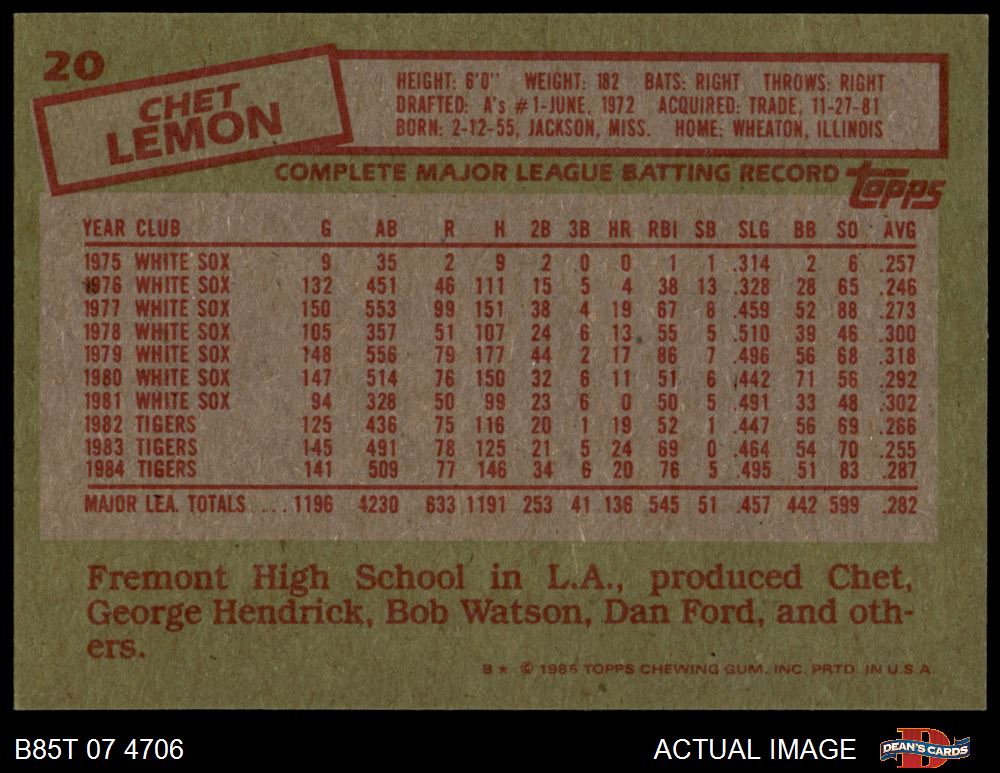 20
CHET
LEMON
HEIGHT: 6'0" WEIGHT: 182 BATS: RIGHT THROWS: RIGHT
DRAFTED: A's #1-JUNE, 1972 ACQUIRED: TRADE, 11-27-81
BORN: 2-12-55, JACKSON, MISS. HOME: WHEATON, ILLINOIS
COMPLETE MAJOR LEAGUE BATTING RECORD topps
YEAR CLUB G AB R H 2B 3B HR RBI SB SLG BB SO AVG
1975 WHITE SOX 9 35 2 9 2 0 0 1 1 .314 2 6 .257
1976 WHITE SOX 132 451 46 111 15 5 4 38 13 .328 28 65 .246
1977 WHITE SOX 150 553 99 151 38 4 19 67 8 .459 52 88 .273
1978 WHITE SOX 105 357 51 107 24 6 13 55 5 .510 39 46 .300
1979 WHITE SOX 148 556 79 177 44 2 17 86 7 .496 56 68 .318
1980 WHITE SOX 147 514 76 150 32 6 11 51 6 .442 71 56 .292
1981 WHITE SOX 94 328 50 99 23 6 0 50 5 .491 33 48 .302
1982 TIGERS 125 436 75 116 20 1 19 52 1 .447 56 69 .266
1983 TIGERS 145 491 78 125 21 5 24 69 0 .464 54 70 .255
1984 TIGERS 141 509 77 146 34 6 20 76 5 .495 51 83 .287
MAJOR LEA. TOTALS .... 1196 4230 633 1191 253 41 136 545 51 .457 442 599 .282
Fremont High School in L.A., produced Chet,
George Hendrick, Bob Watson, Dan Ford, and oth-
ers.
B★ © 1985 TOPPS CHEWING GUM, INC. PRTD. IN U.S.A.
B85T 07 4706 ACTUAL IMAGE DEAN'S CARDS